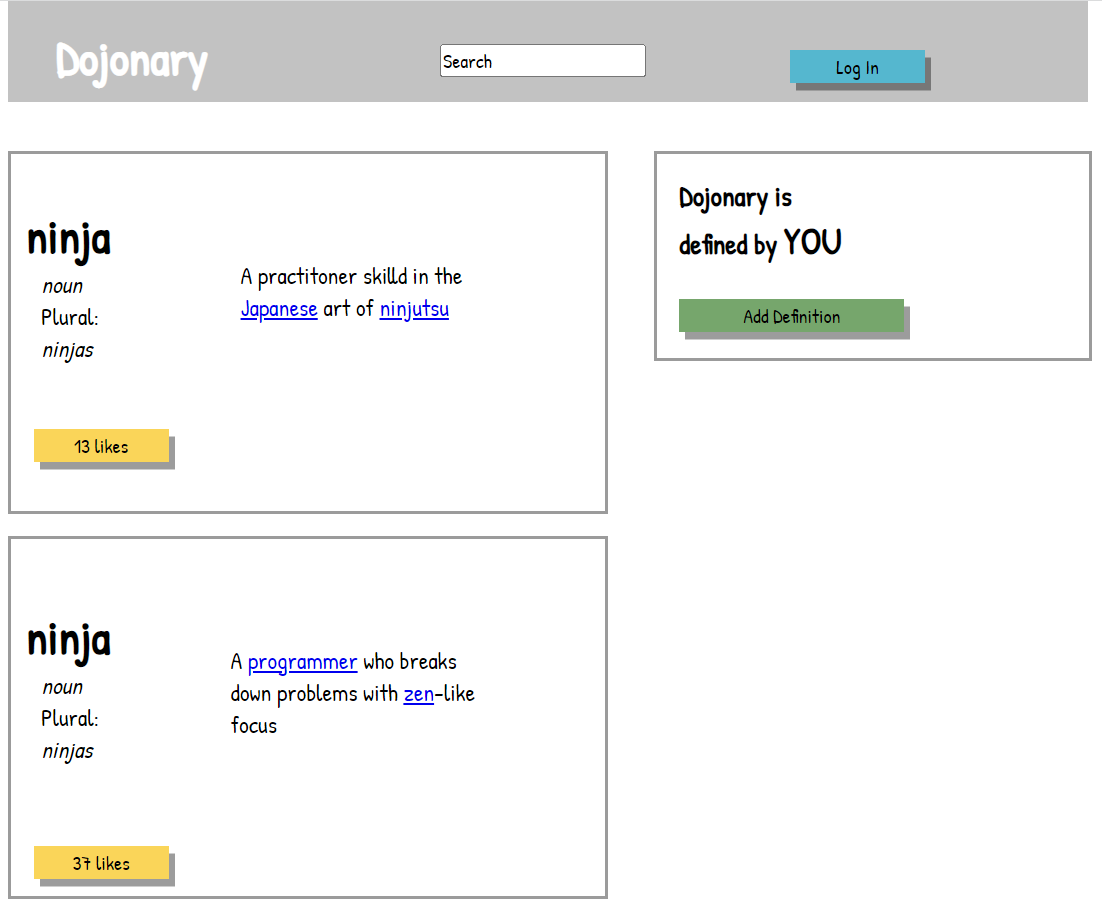 Dojonary
Search
Log In
ninja
noun
Plural:
ninjas
A practitoner skilld in the
Japanese art of ninjutsu
13 likes
Dojonary is
defined by YOU
Add Definition
ninja
noun
Plural:
ninjas
A programmer who breaks
down problems with zen-like
focus
37 likes